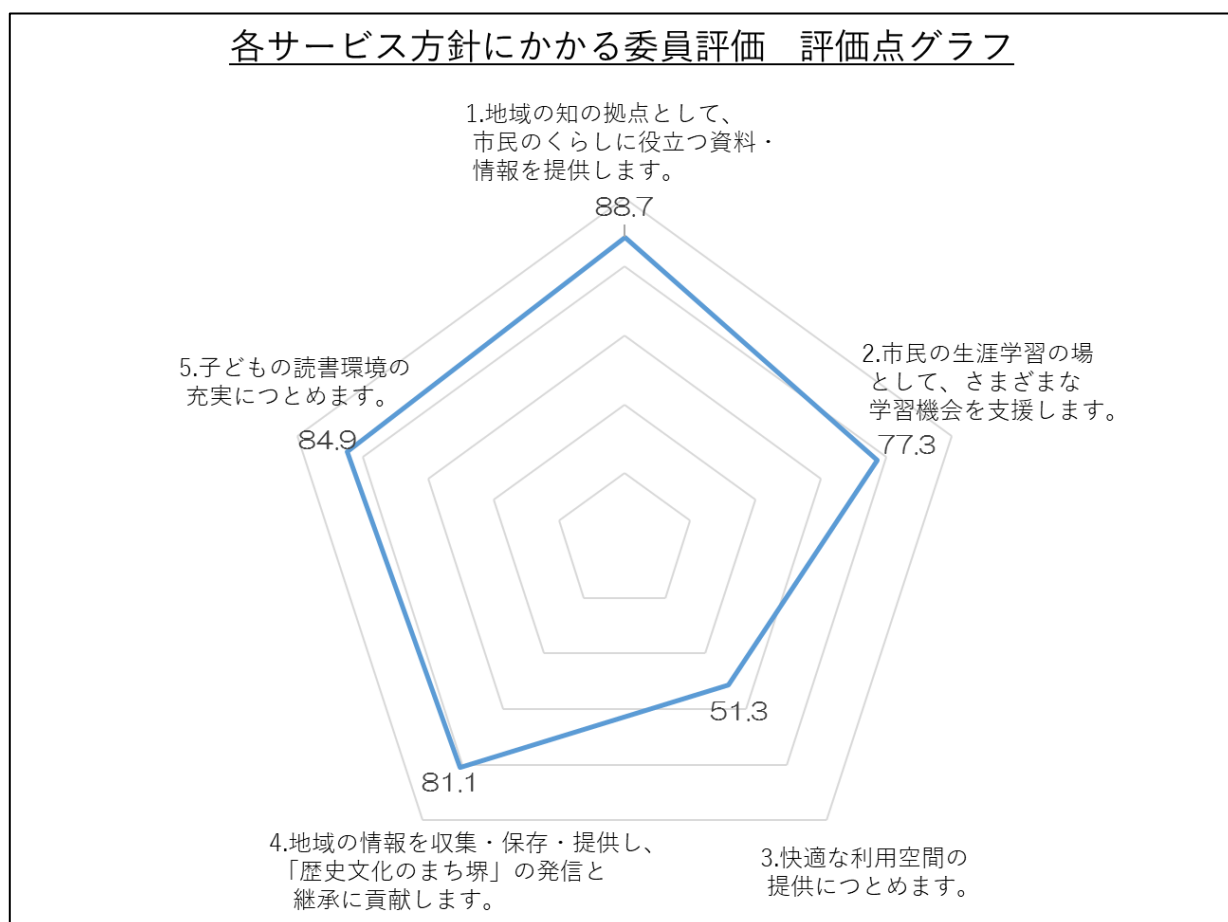 各サービス方針にかかる委員評価　評価点グラフ
1.地域の知の拠点として、
市民のくらしに役立つ資料・
情報を提供します。
88.7
2.市民の生涯学習の場
として、さまざまな
学習機会を支援します。
77.3
3.快適な利用空間の
提供につとめます。
51.3
4.地域の情報を収集・保存・提供し、
「歴史文化のまち堺」の発信と
継承に貢献します。
81.1
5.子どもの読書環境の
充実につとめます。
84.9